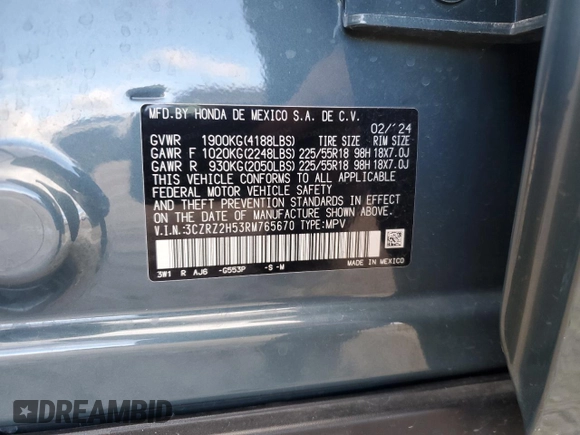 MFD.BY HONDA DE MEXICO S.A. DE C.V.
02/'24
GVWR 1900KG(4188LBS) TIRE SIZE RIM SIZE
GAWR F 1020KG(2248LBS) 225/55R18 98H 18X7.0J
GAWR R 930KG(2050LBS) 225/55R18 98H 18X7.0J
THIS VEHICLE CONFORMS TO ALL APPLICABLE
FEDERAL MOTOR VEHICLE SAFETY
AND THEFT PREVENTION STANDARDS IN EFFECT
ON THE DATE OF MANUFACTURE SHOWN ABOVE.
V.I.N.:3CZRZ2H53RM765670 TYPE:MPV
3W1 R AJ6 -G553P -S-M MADE IN MEXICO
DREAMBID